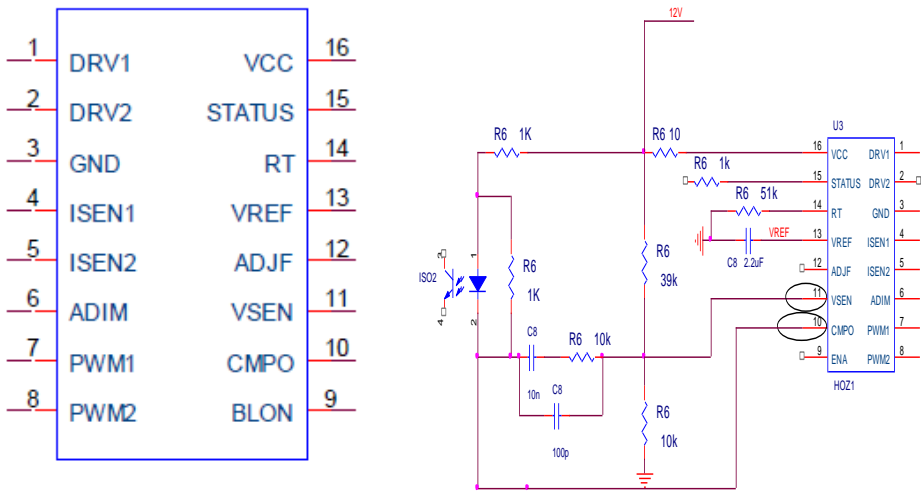 1 DRV1 VCC 16
2 DRV2 STATUS 15
3 GND RT 14
4 ISEN1 VREF 13
5 ISEN2 ADJF 12
6 ADIM VSEN 11
7 PWM1 CMPO 10
8 PWM2 BLON 9
12V
U3
R6 1K
R6 10
16 VCC DRV1 1
R6 1k
15 STATUS DRV2 2
R6 51k
14 RT GND 3
VREF
13 VREF ISEN1 4
C8 2.2uF
12 ADJF ISEN2 5
11 VSEN ADIM 6
10 CMPO PWM1 7
9 ENA PWM2 8
HOZ1
R6
39k
ISO2
1
2
3
4
R6
1K
C8
10n
R6 10k
C8
100p
R6
10k